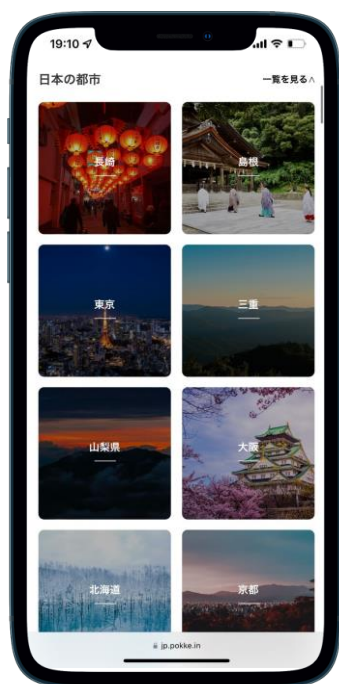 19:10
日本の都市
一覧を見る
長崎
島根
東京
三重
山梨県
大阪
北海道
京都
jp.pokke.in